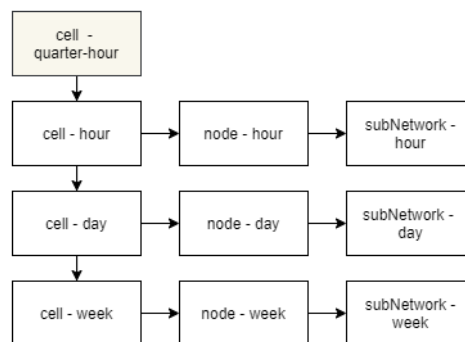 cell -
quarter-hour
cell - hour
node - hour
subNetwork -
hour
cell - day
node - day
subNetwork -
day
cell - week
node - week
subNetwork -
week